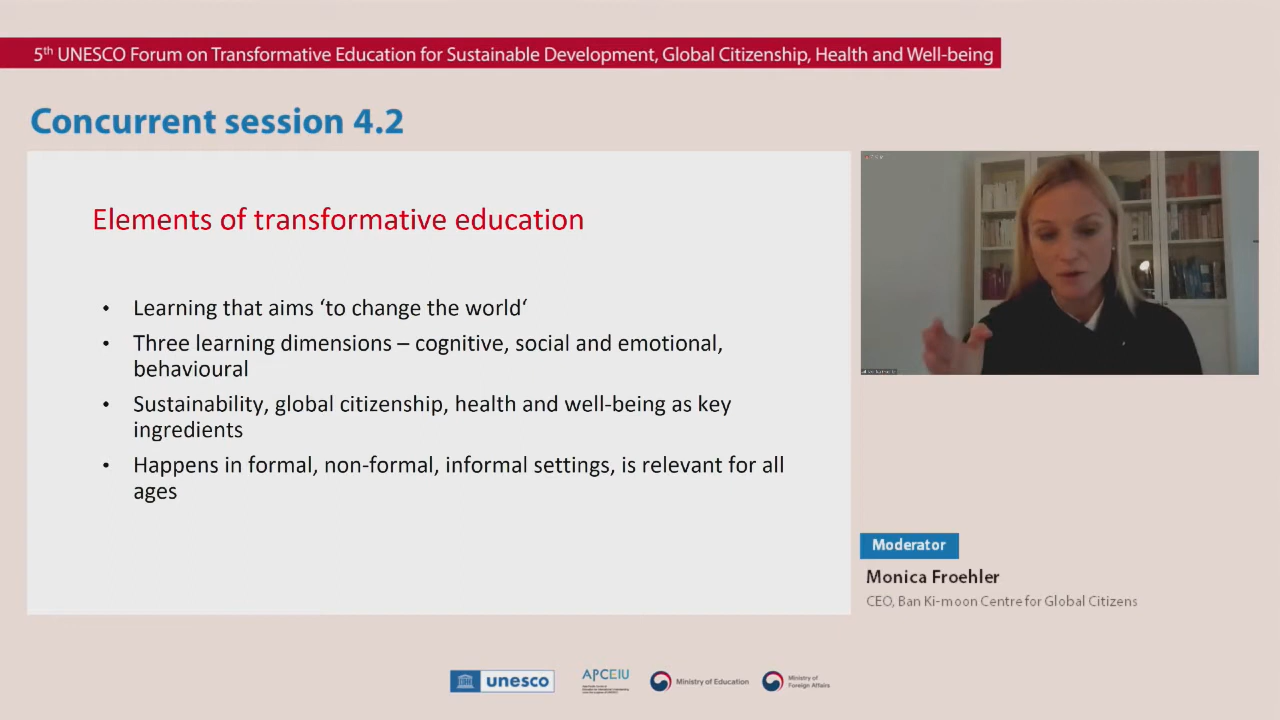 5th UNESCO Forum on Transformative Education for Sustainable Development, Global Citizenship, Health and Well-being
Concurrent session 4.2
Elements of transformative education
• Learning that aims ‘to change the world‘
• Three learning dimensions – cognitive, social and emotional,
behavioural
• Sustainability, global citizenship, health and well-being as key
ingredients
• Happens in formal, non-formal, informal settings, is relevant for all
ages
Moderator
Monica Froehler
CEO, Ban Ki-moon Centre for Global Citizens
unesco
APCEIU
Ministry of Education
Ministry of
Foreign Affairs